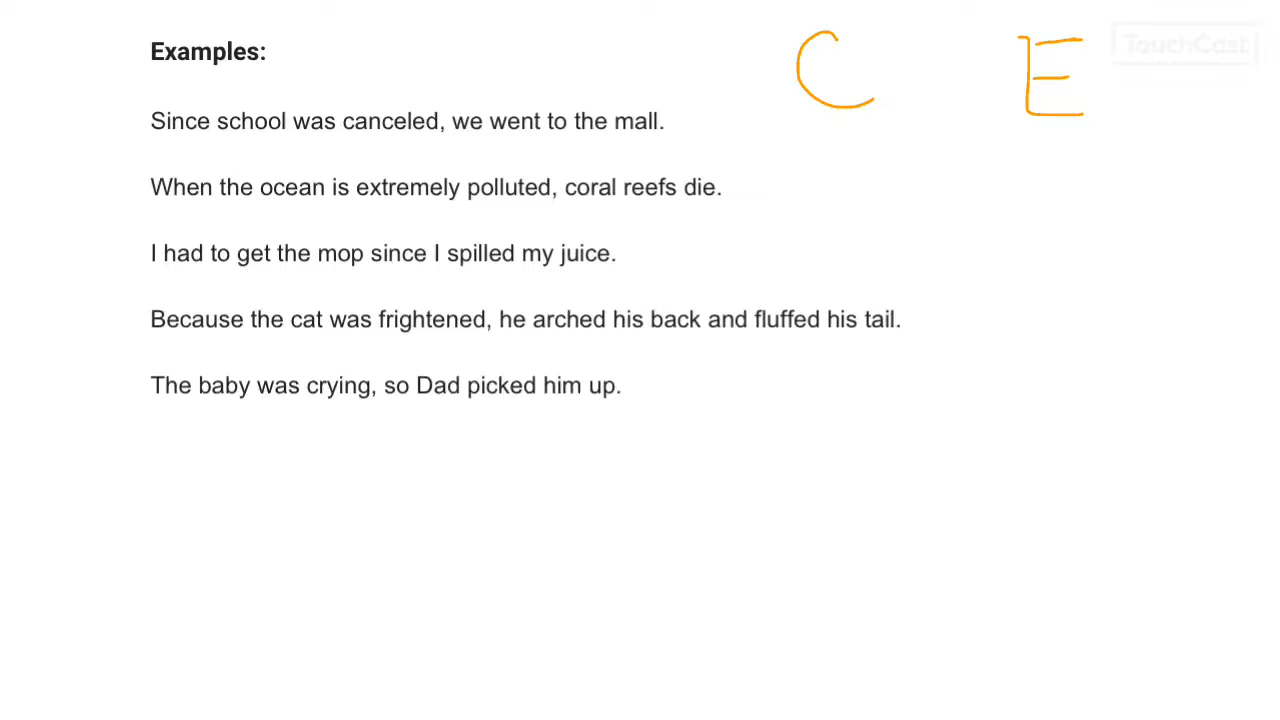 Examples:
C E
TouchCast
Since school was canceled, we went to the mall.
When the ocean is extremely polluted, coral reefs die.
I had to get the mop since I spilled my juice.
Because the cat was frightened, he arched his back and fluffed his tail.
The baby was crying, so Dad picked him up.